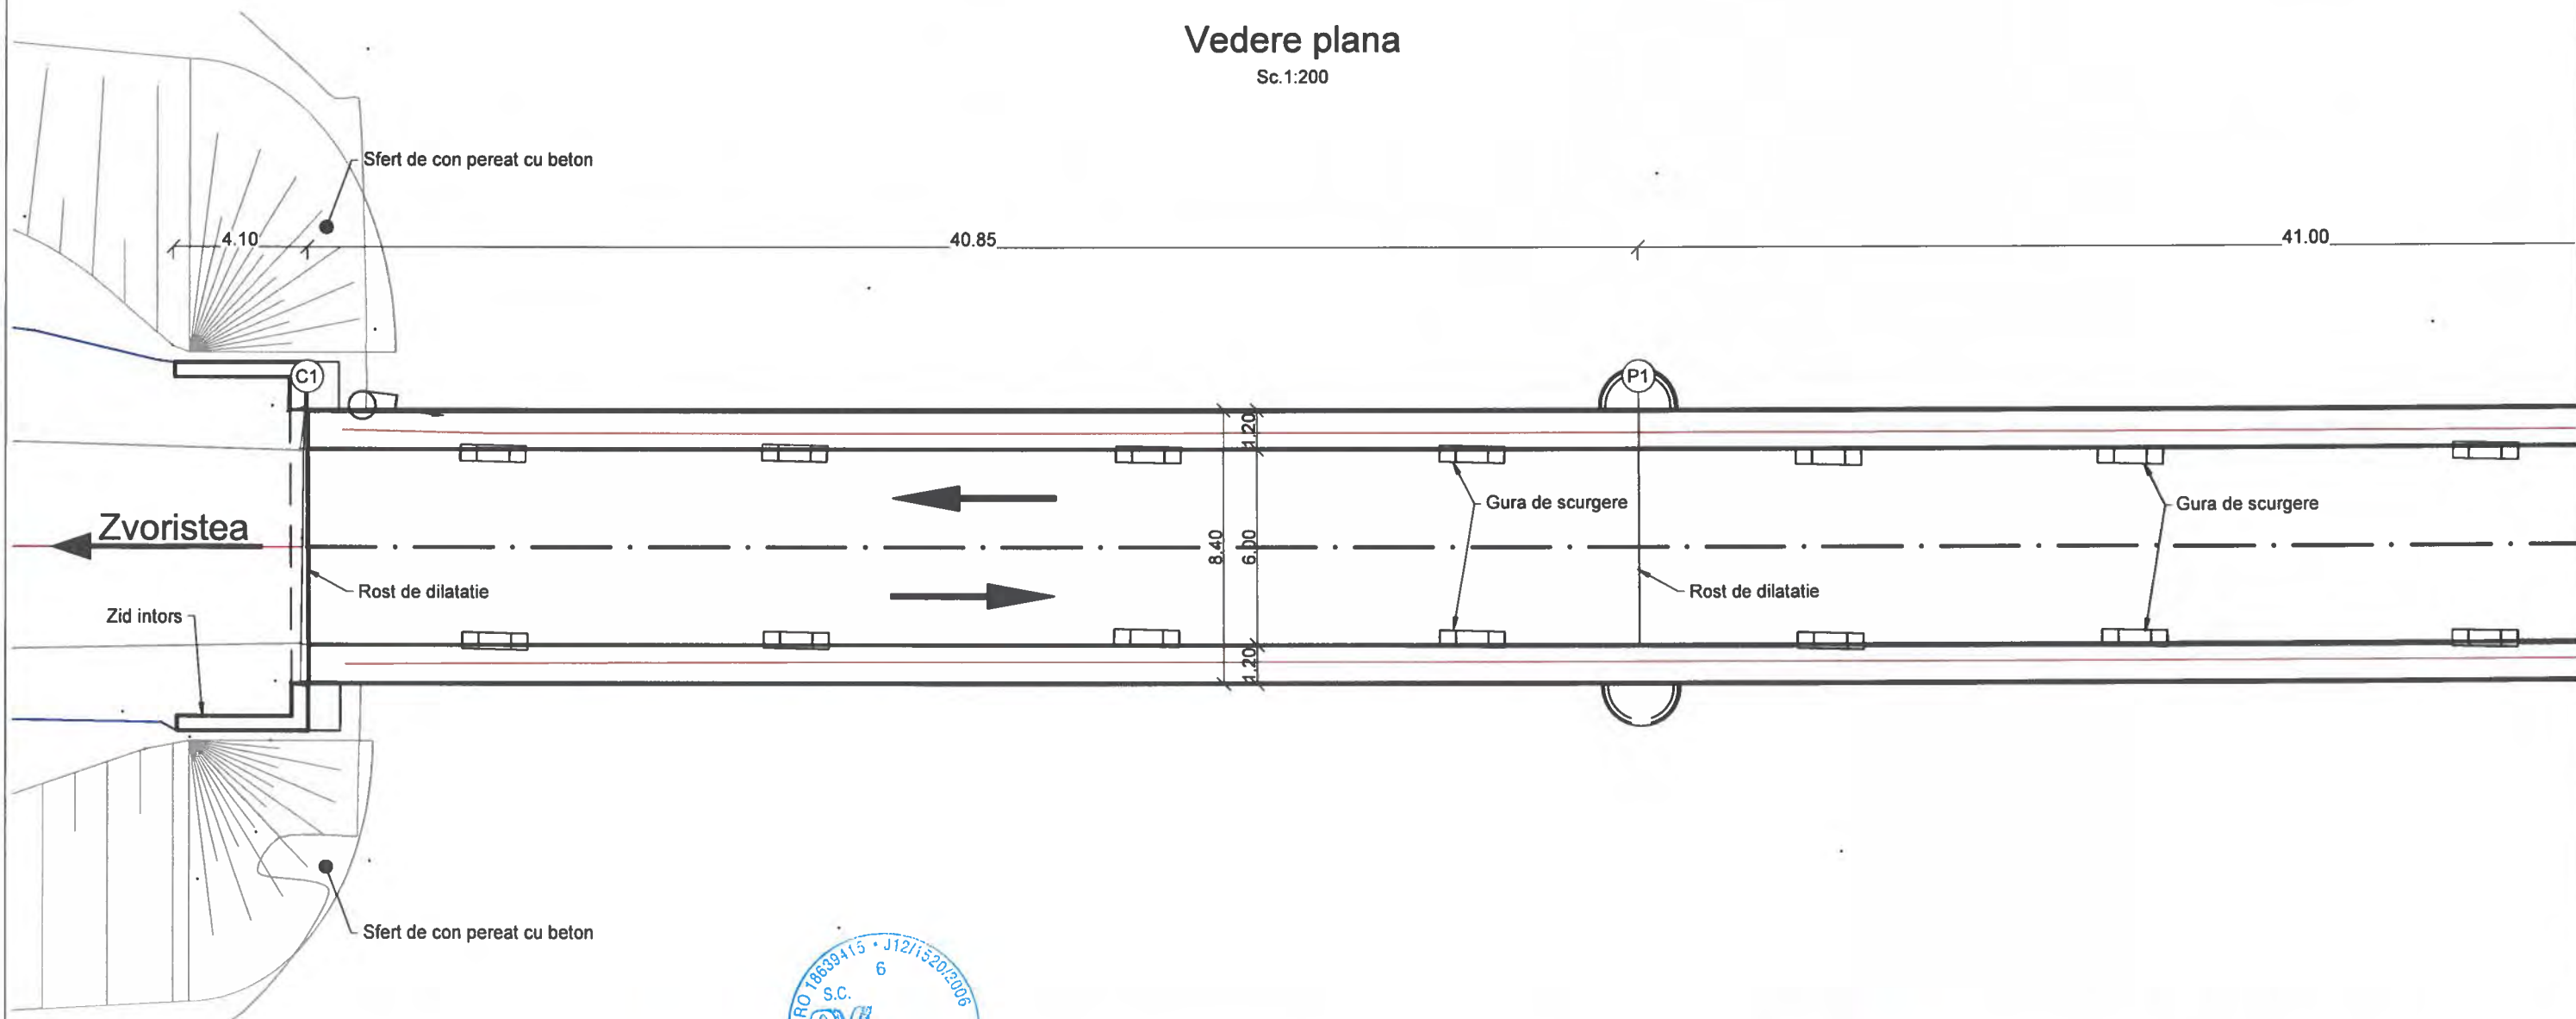 Vedere plana
Sc.1:200
Sfert de con pereat cu beton
4.10
40.85
41.00
C1
P1
1.20
Gura de scurgere
Gura de scurgere
Zvoristea
8.40
6.00
Rost de dilatatie
Rost de dilatatie
Zid intors
1.20
Sfert de con pereat cu beton
RO 18639415 • J12/1520/2006
6
S.C.